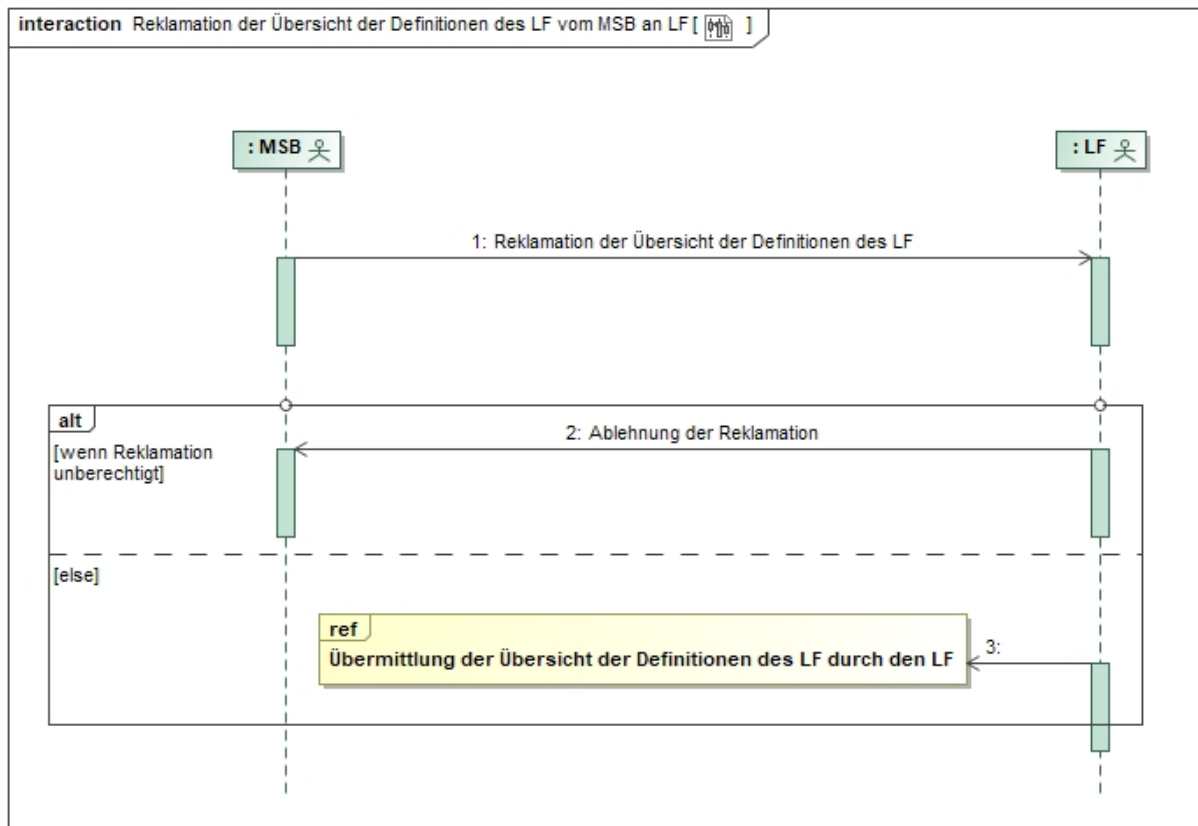 interaction Reklamation der Übersicht der Definitionen des LF vom MSB an LF [ ]
: MSB
: LF
1: Reklamation der Übersicht der Definitionen des LF
alt
2: Ablehnung der Reklamation
[wenn Reklamation
unberechtigt]
[else]
ref
3:
Übermittlung der Übersicht der Definitionen des LF durch den LF